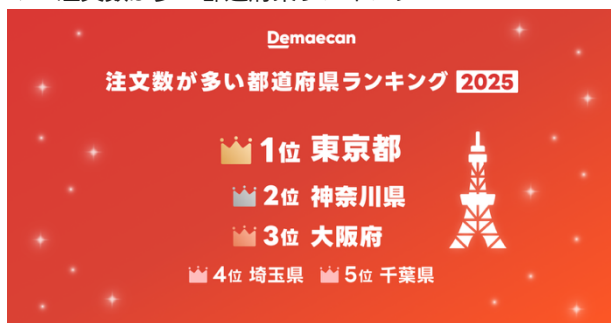 Demaecan
注文数が多い都道府県ランキング 2025
1位 東京都
2位 神奈川県
3位 大阪府
4位 埼玉県 5位 千葉県